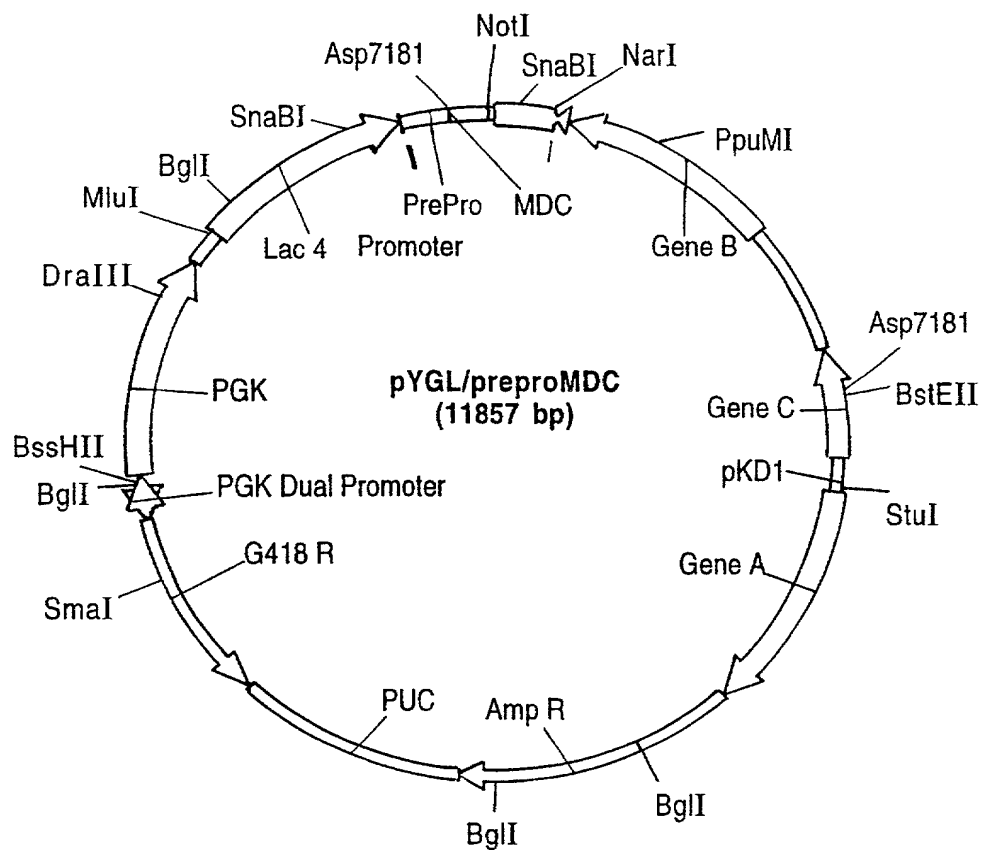 NotI
Asp7181
SnaBI
NarI
SnaBI
PpuMI
BglI
MluI
PrePro
MDC
Lac 4
Promoter
Gene B
DraIII
Asp7181
PGK
pYGL/preproMDC
(11857 bp)
BstEII
Gene C
BssHII
pKD1
BglI
PGK Dual Promoter
StuI
G418 R
Gene A
SmaI
PUC
Amp R
BglI
BglI